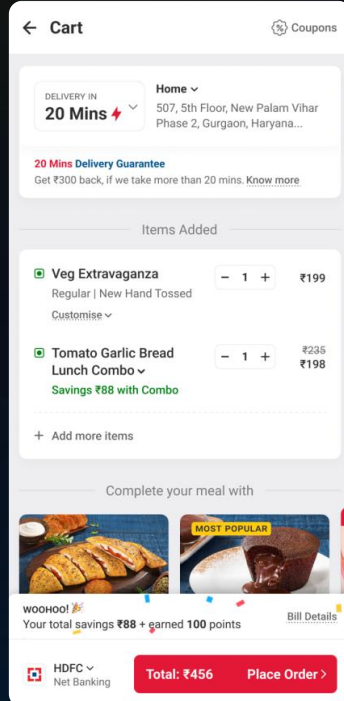 Cart
Coupons
DELIVERY IN
20 Mins
Home
507, 5th Floor, New Palam Vihar
Phase 2, Gurgaon, Haryana...
20 Mins Delivery Guarantee
Get ₹300 back, if we take more than 20 mins. Know more
Items Added
Veg Extravaganza
- 1 +
₹199
Regular | New Hand Tossed
Customise
Tomato Garlic Bread
Lunch Combo
- 1 +
₹235
₹198
Savings ₹88 with Combo
+ Add more items
Complete your meal with
MOST POPULAR
WOOHOO!
Your total savings ₹88 + earned 100 points
Bill Details
HDFC
Net Banking
Total: ₹456
Place Order >